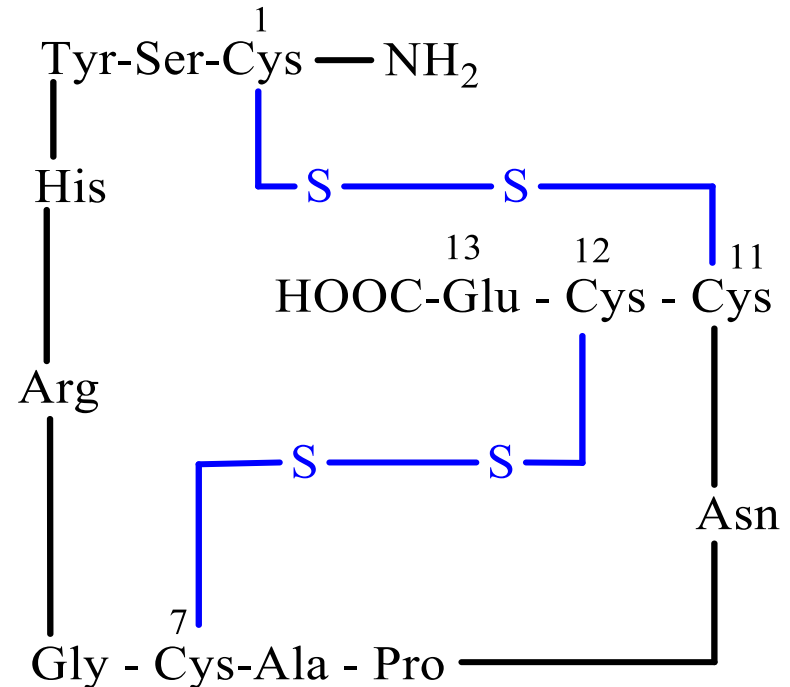 1
Tyr-Ser-Cys — NH₂
S S
His
13 12 11
HOOC-Glu - Cys - Cys
Arg
S S
Asn
7
Gly - Cys-Ala - Pro